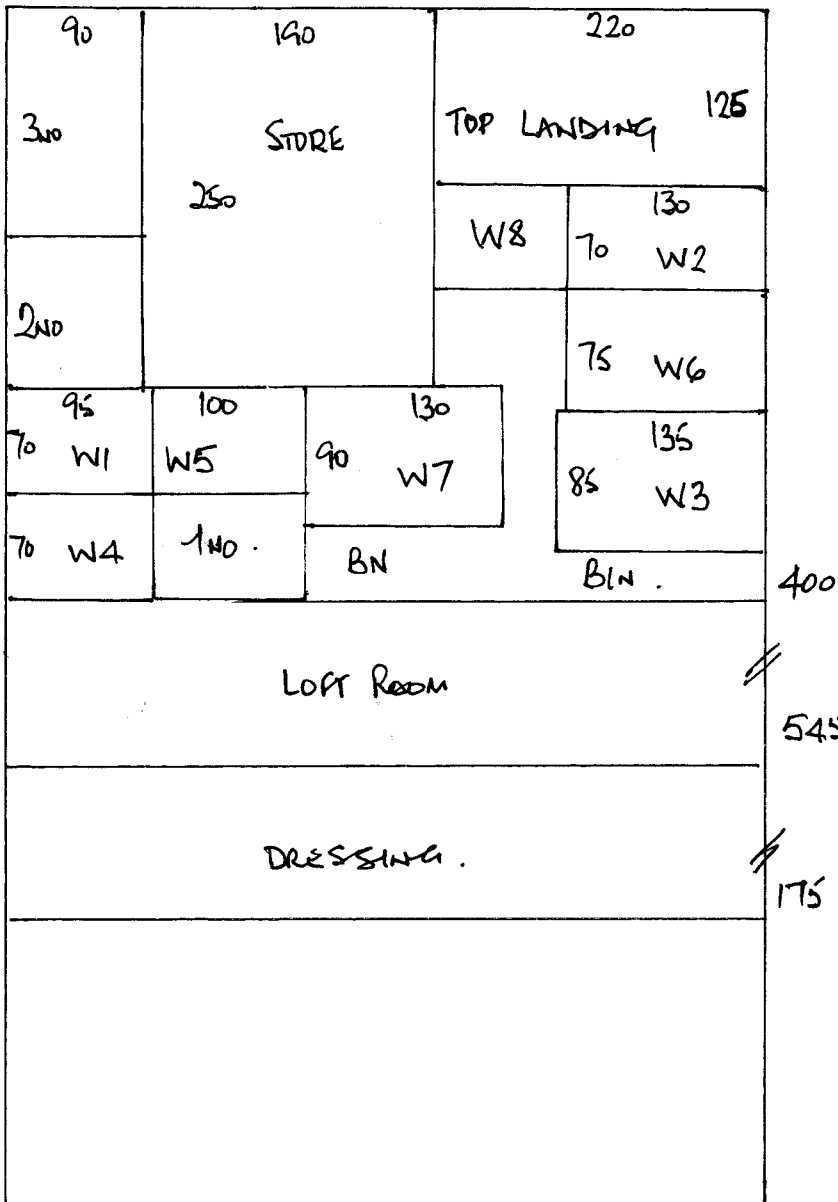 90 190 220
3NO STORE TOP LANDING 125
250
130
W8 70 W2
2NO
75 W6
95 100 130
70 W1 W5 90 W7
135
85 W3
70 W4 1NO. BN BIN.
400
LOFT ROOM
545
DRESSING.
175